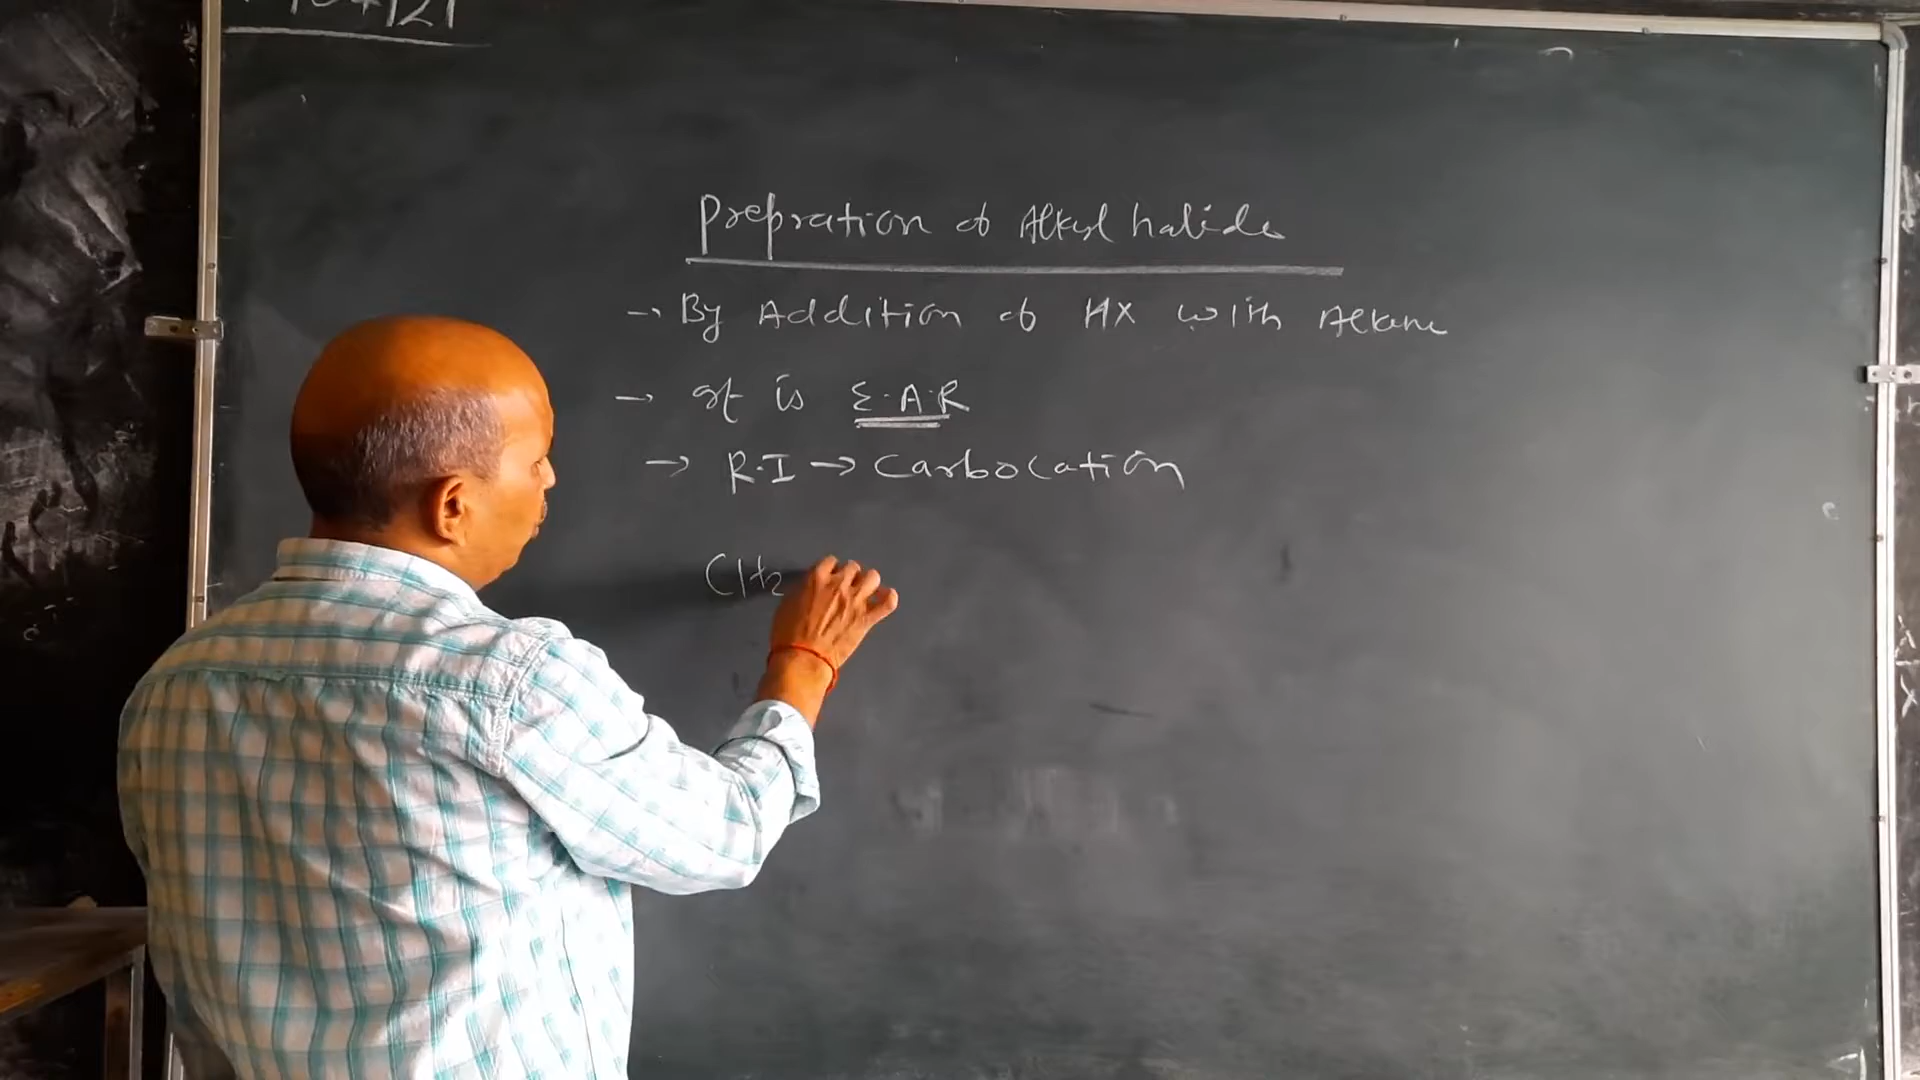 Prepration of Alkyl halide
→ By Addition of HX with Alkene
→ It is E.A.R
→ R.I → Carbocation
CH2